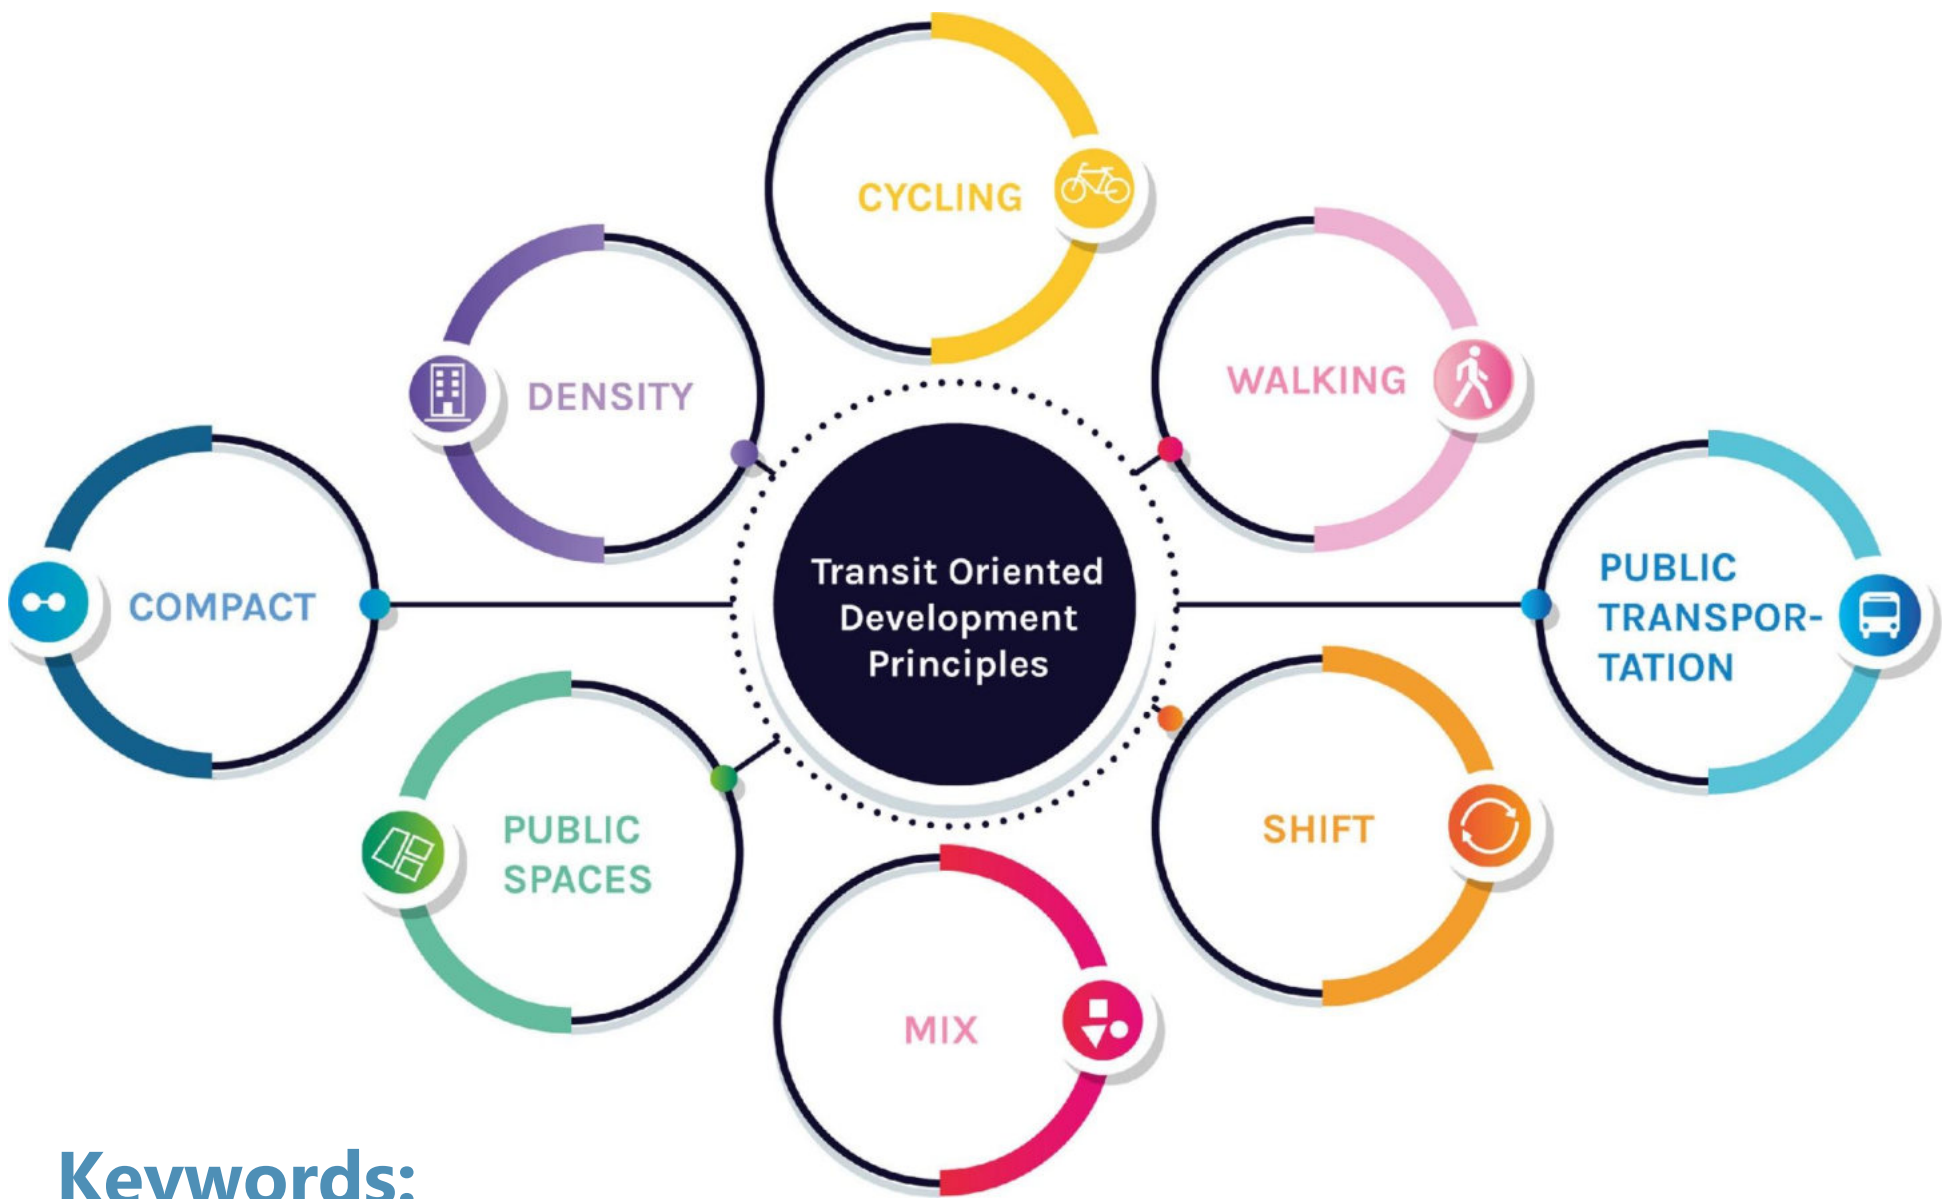 CYCLING
DENSITY
WALKING
COMPACT
Transit Oriented
Development
Principles
PUBLIC
TRANSPOR-
TATION
PUBLIC
SPACES
SHIFT
MIX
Keywords: